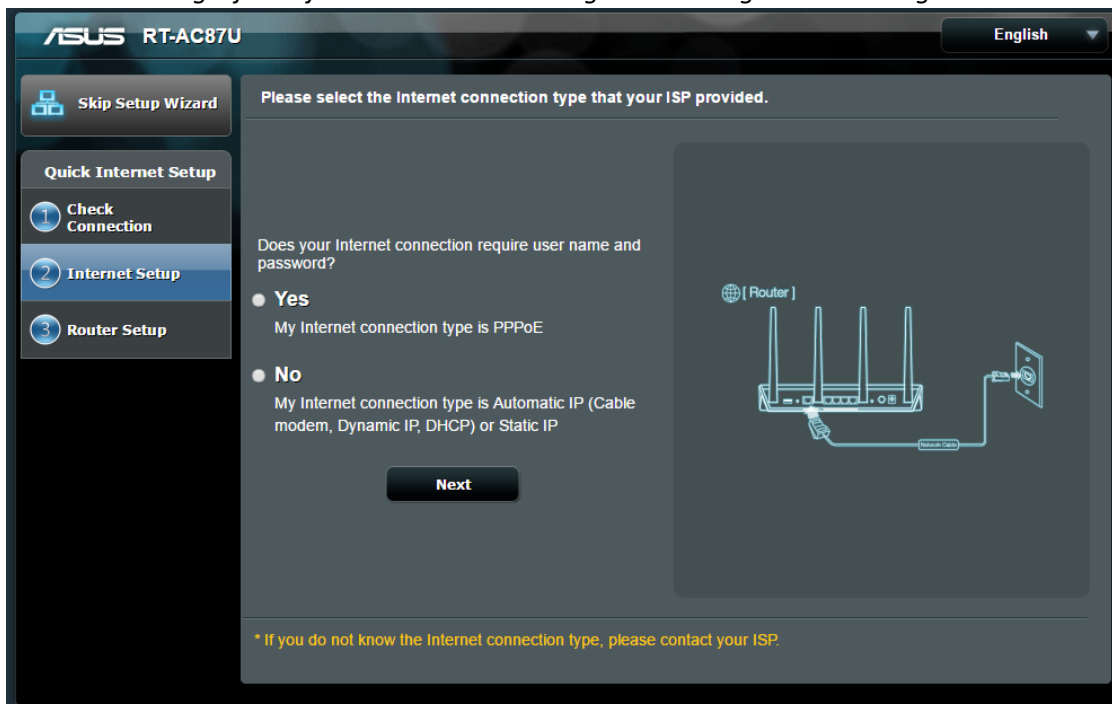 ASUS RT-AC87U
English
Skip Setup Wizard
Please select the Internet connection type that your ISP provided.
Quick Internet Setup
1 Check
Connection
2 Internet Setup
3 Router Setup
Does your Internet connection require user name and
password?
Yes
My Internet connection type is PPPoE
No
My Internet connection type is Automatic IP (Cable
modem, Dynamic IP, DHCP) or Static IP
Next
[ Router ]
Network Cable
* If you do not know the Internet connection type, please contact your ISP.